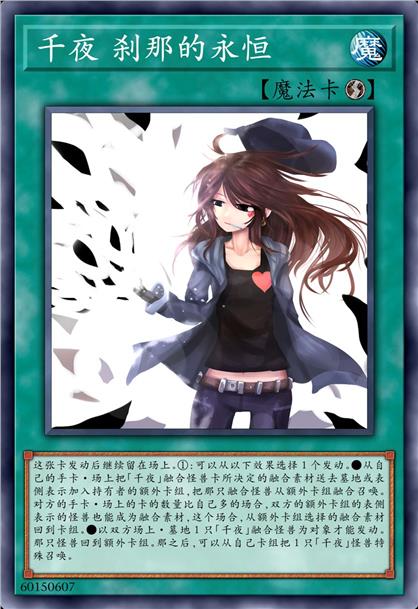 千夜 刹那的永恒
魔
【魔法卡】
这张卡发动后继续留在场上。①:可以从以下效果选择1个发动。●从自
己的手卡·场上把「千夜」融合怪兽卡所决定的融合素材送去墓地或表
侧表示加入持有者的额外卡组,把那只融合怪兽从额外卡组融合召唤。
对方的手卡·场上的卡的数量比自己多的场合,双方的额外卡组的表侧
表示的怪兽也能成为融合素材,这个场合,从额外卡组选择的融合素材
回到卡组。●以双方场上·墓地1只「千夜」融合怪兽为对象才能发动。
那只怪兽回到额外卡组。那之后,可以从自己卡组把1只「千夜」怪兽特
殊召唤。
60150607